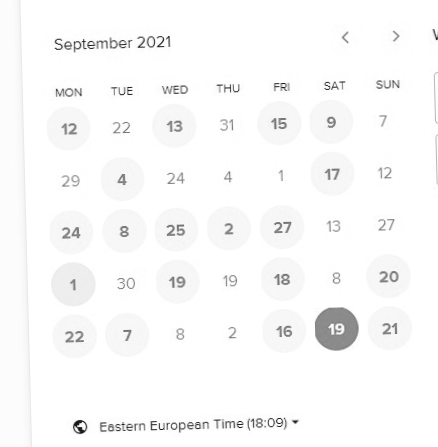 September 2021
MON TUE WED THU FRI SAT SUN
12 22 13 31 15 9 7
29 4 24 4 1 17 12
24 8 25 2 27 13 27
1 30 19 19 18 8 20
22 7 8 2 16 19 21
Eastern European Time (18:09)